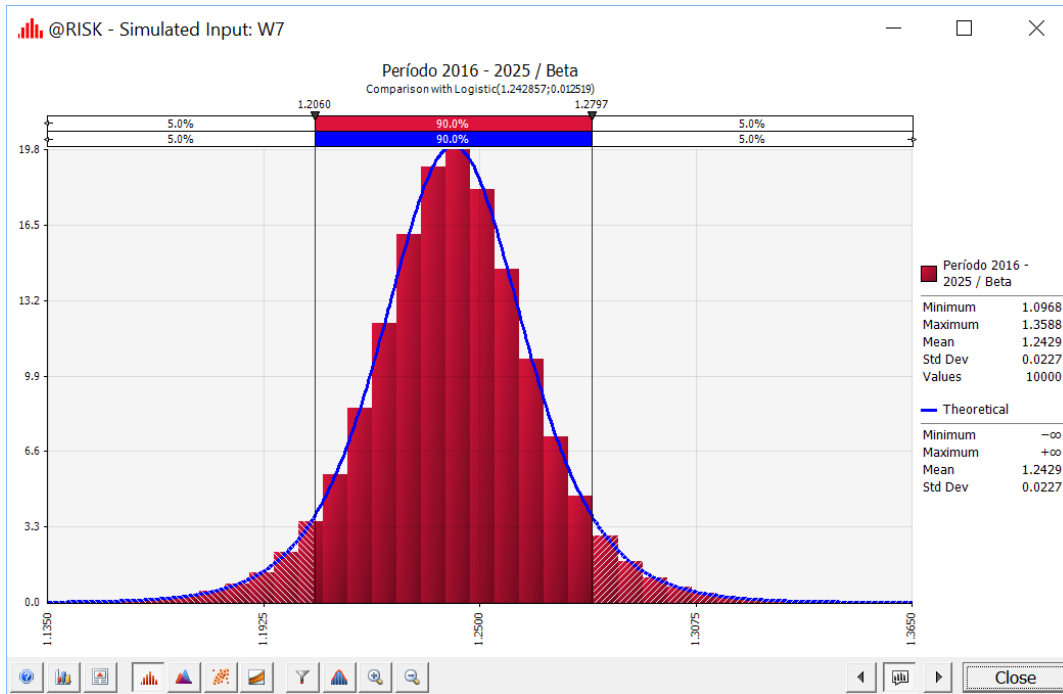 @RISK - Simulated Input: W7
Período 2016 - 2025 / Beta
Comparison with Logistic(1.242857;0.012519)
1.2060 1.2797
5.0% 90.0% 5.0%
5.0% 90.0% 5.0%
19.8
16.5
13.2
9.9
6.6
3.3
0.0
1.1350 1.1925 1.2500 1.3075 1.3650
Período 2016 -
2025 / Beta
Minimum 1.0968
Maximum 1.3588
Mean 1.2429
Std Dev 0.0227
Values 10000
Theoretical
Minimum −∞
Maximum +∞
Mean 1.2429
Std Dev 0.0227
Close